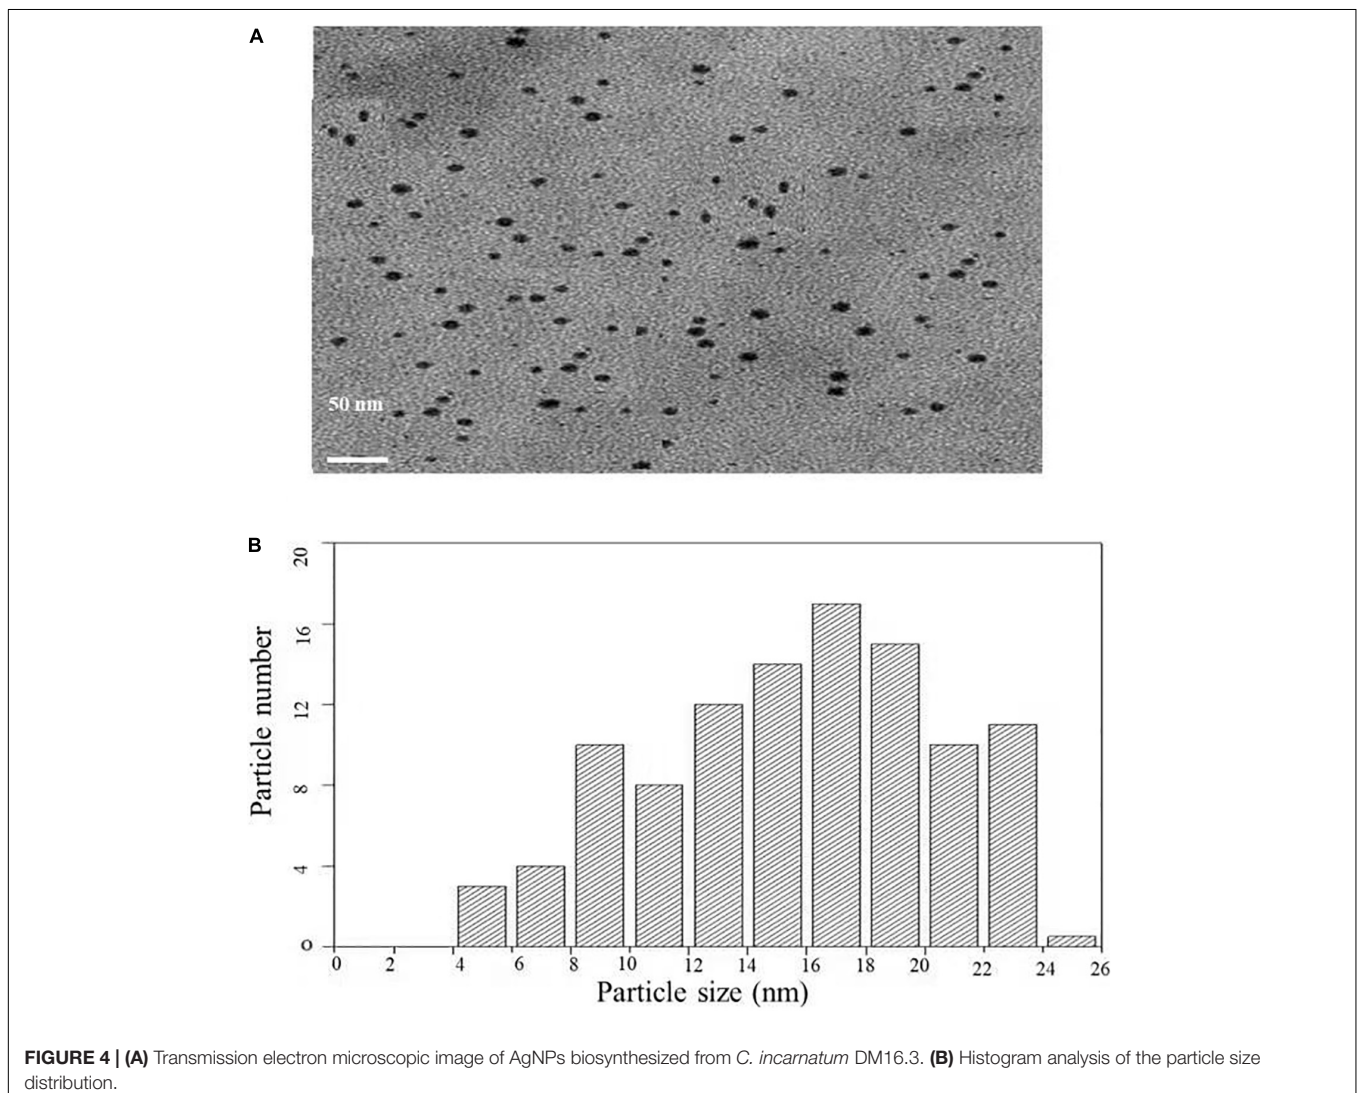 A
50 nm
B
20
16
12
8
4
0
Particle number
0 2 4 6 8 10 12 14 16 18 20 22 24 26
Particle size (nm)
FIGURE 4 | (A) Transmission electron microscopic image of AgNPs biosynthesized from C. incarnatum DM16.3. (B) Histogram analysis of the particle size
distribution.